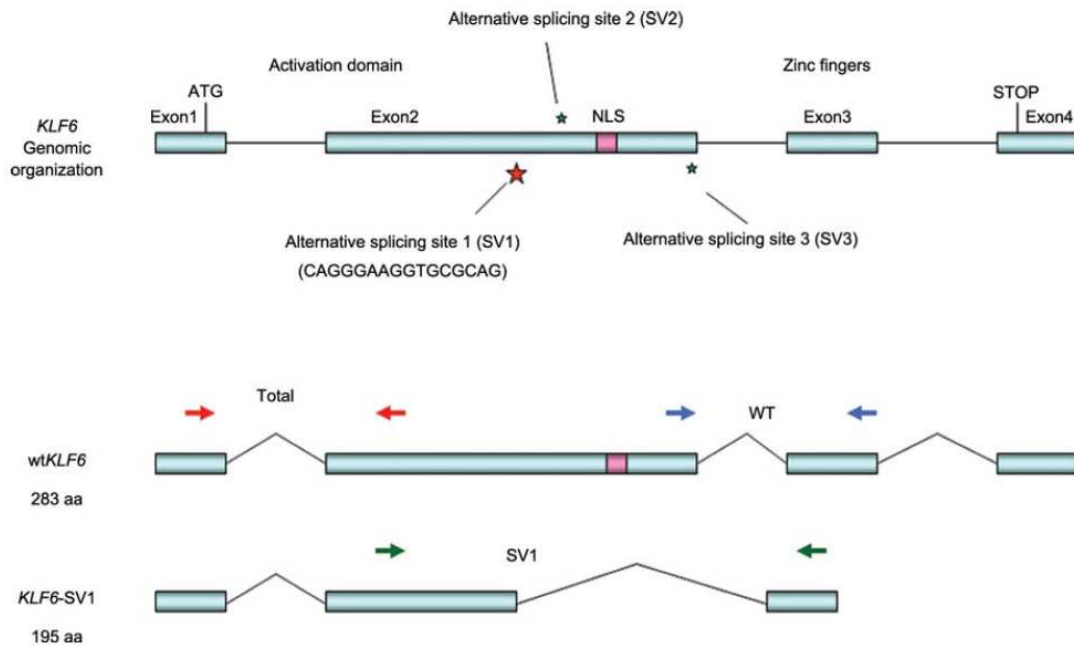 Alternative splicing site 2 (SV2)
Activation domain
Zinc fingers
ATG
STOP
Exon1
Exon2
NLS
Exon3
Exon4
KLF6
Genomic
organization
Alternative splicing site 1 (SV1)
(CAGGGAAGGTGCGCAG)
Alternative splicing site 3 (SV3)
Total
WT
wtKLF6
283 aa
SV1
KLF6-SV1
195 aa